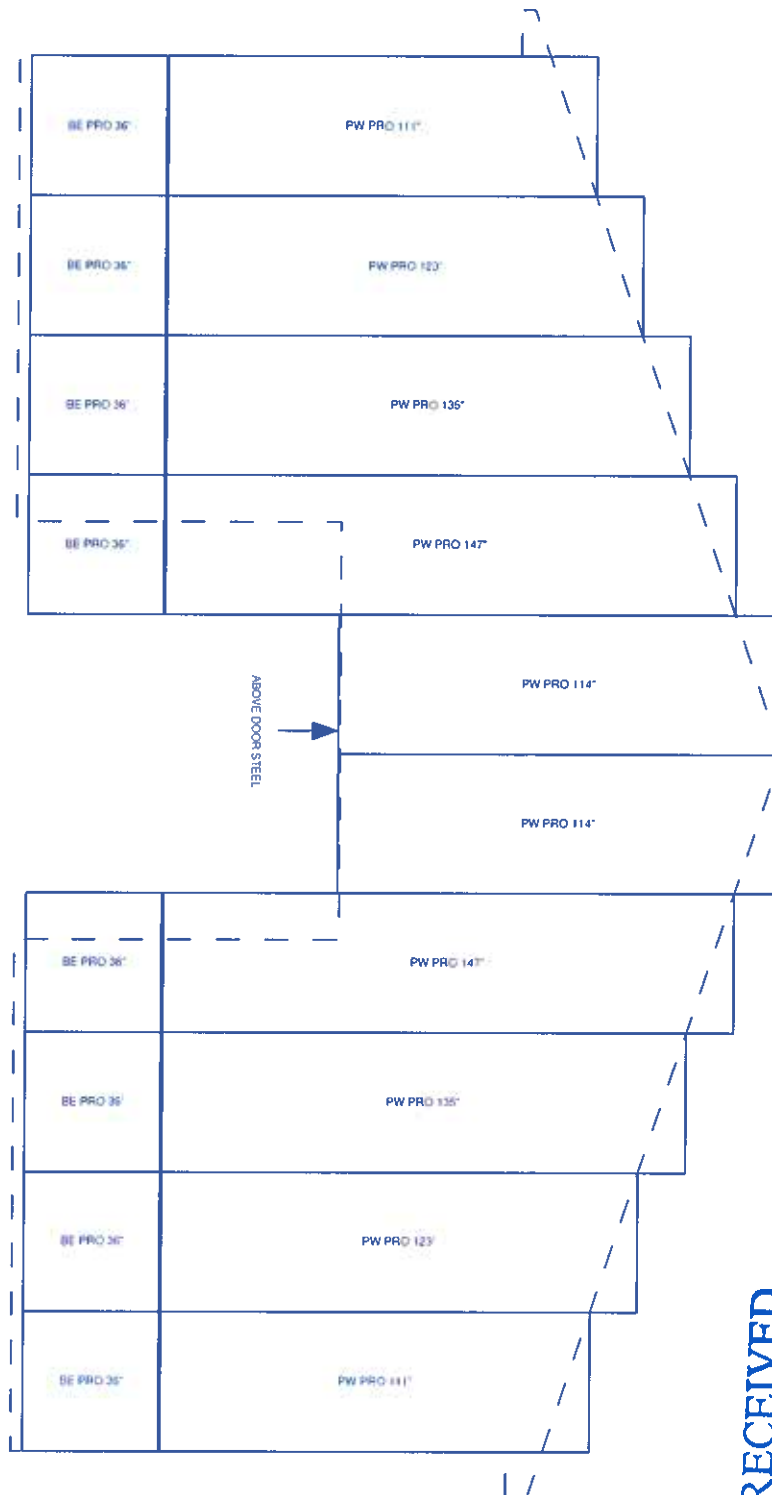 BE PRO 36" PW PRO 111"
BE PRO 36" PW PRO 123"
BE PRO 36" PW PRO 135"
BE PRO 36" PW PRO 147"
PW PRO 114"
ABOVE DOOR STEEL
PW PRO 114"
BE PRO 36" PW PRO 147"
BE PRO 36" PW PRO 135"
BE PRO 36" PW PRO 123"
BE PRO 36" PW PRO 111"
RECEIVED